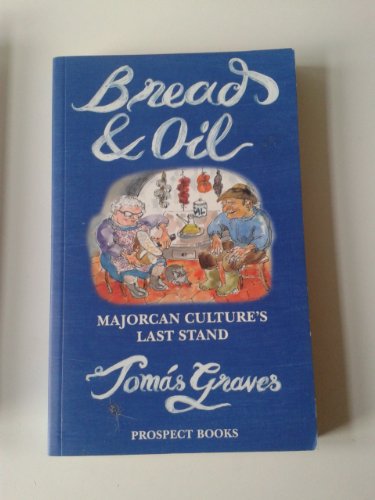 Bread
& Oil
MAJORCAN CULTURE'S
LAST STAND
Tomás Graves
PROSPECT BOOKS